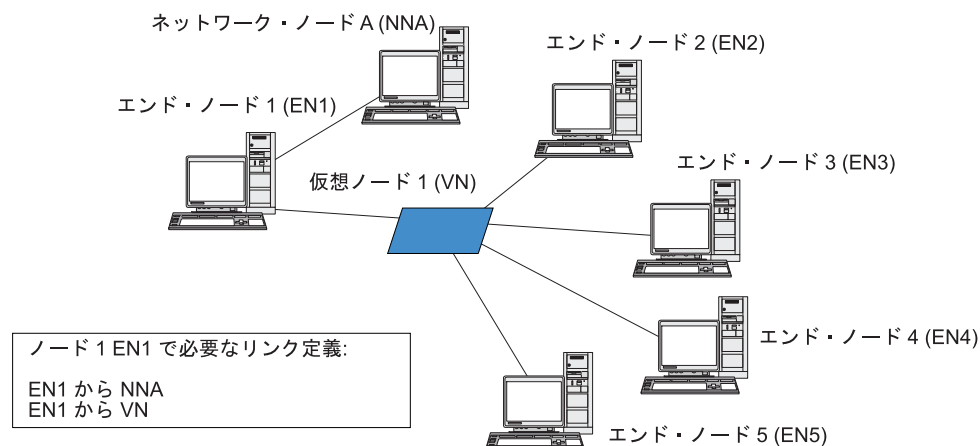 ネットワーク・ノード A (NNA)
エンド・ノード 2 (EN2)
エンド・ノード 1 (EN1)
エンド・ノード 3 (EN3)
仮想ノード 1 (VN)
ノード 1 EN1 で必要なリンク定義:
EN1 から NNA
EN1 から VN
エンド・ノード 4 (EN4)
エンド・ノード 5 (EN5)